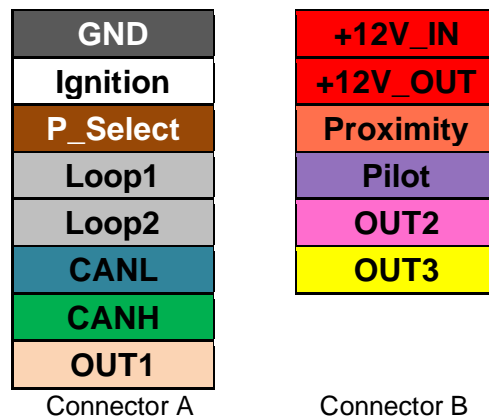 GND
Ignition
P_Select
Loop1
Loop2
CANL
CANH
OUT1
Connector A
+12V_IN
+12V_OUT
Proximity
Pilot
OUT2
OUT3
Connector B